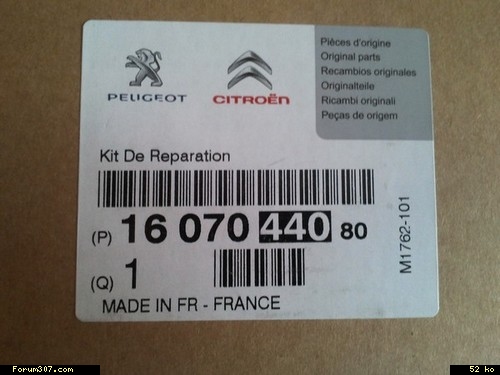 PEUGEOT
CITROËN
Pièces d'origine
Original parts
Recambios originales
Originalteile
Ricambi originali
Peças de origem
Kit De Reparation
(P) 16 070 440 80
(Q) 1
MADE IN FR - FRANCE
M1762-101
Forum307.com
52 ko